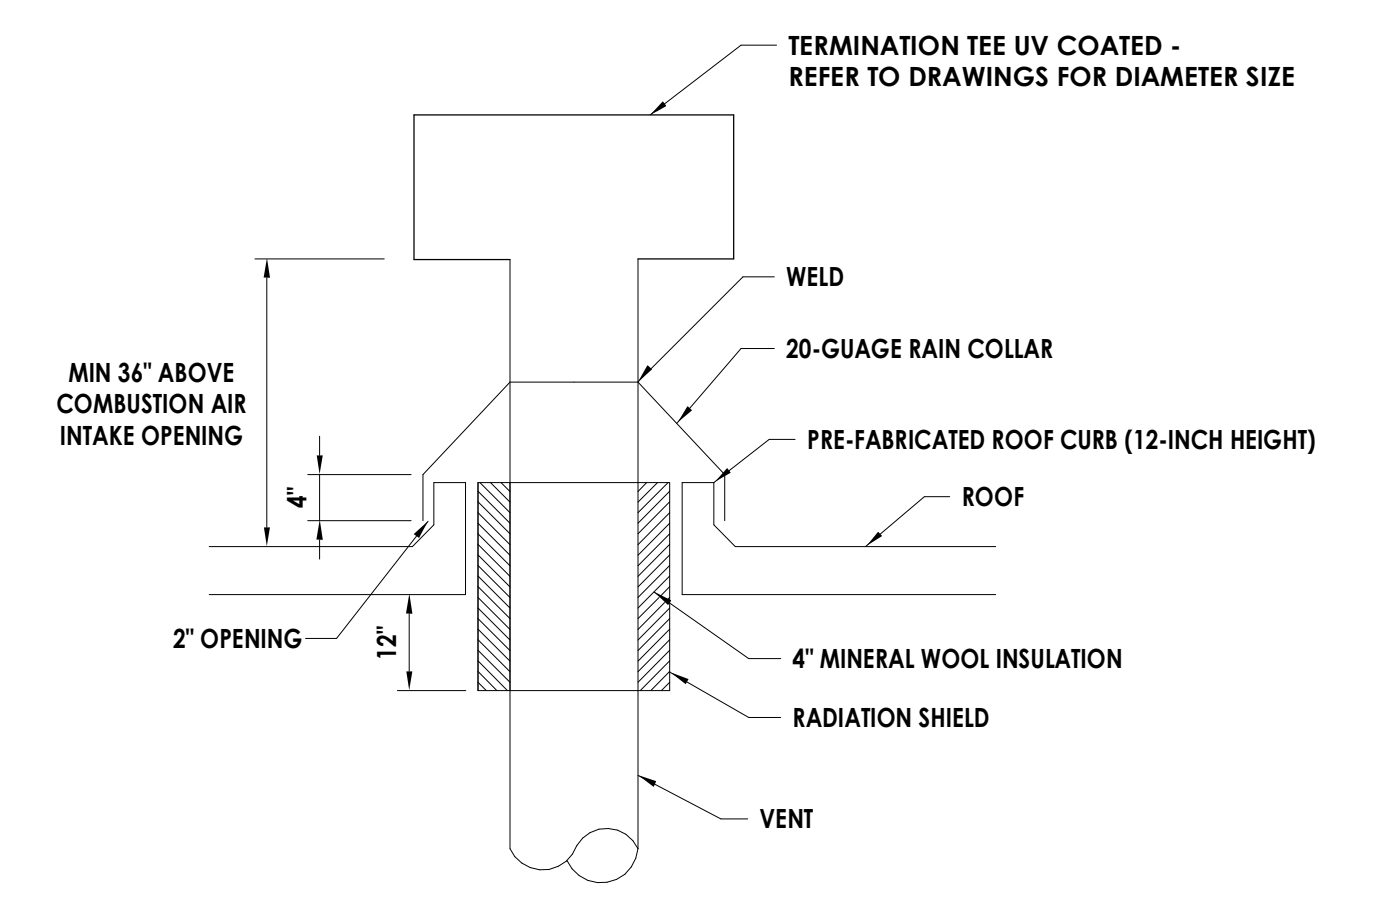 TERMINATION TEE UV COATED -
REFER TO DRAWINGS FOR DIAMETER SIZE
WELD
20-GUAGE RAIN COLLAR
MIN 36" ABOVE
COMBUSTION AIR
INTAKE OPENING
PRE-FABRICATED ROOF CURB (12-INCH HEIGHT)
4"
ROOF
2" OPENING
12"
4" MINERAL WOOL INSULATION
RADIATION SHIELD
VENT